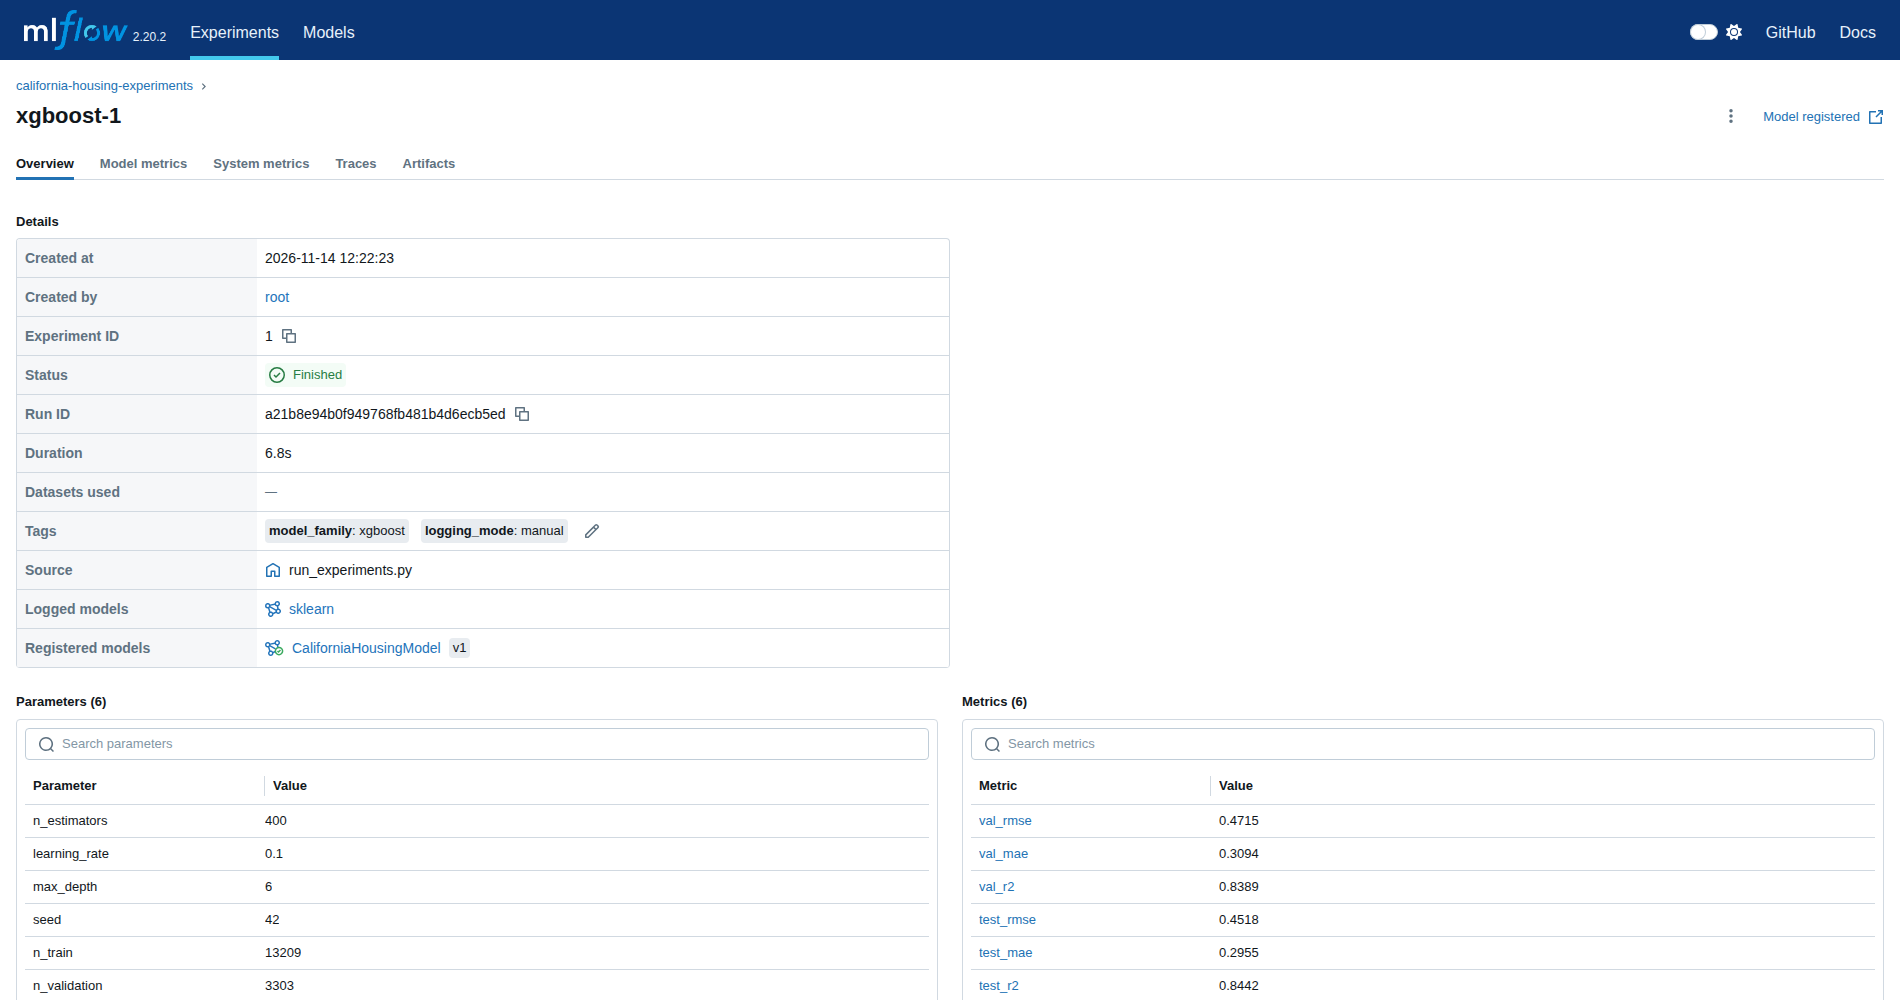 mlflow 2.20.2 Experiments Models GitHub Docs
california-housing-experiments ›
xgboost-1
Model registered
Overview Model metrics System metrics Traces Artifacts
Details
Created at 2026-11-14 12:22:23
Created by root
Experiment ID 1
Status Finished
Run ID a21b8e94b0f949768fb481b4d6ecb5ed
Duration 6.8s
Datasets used —
Tags model_family: xgboost logging_mode: manual
Source run_experiments.py
Logged models sklearn
Registered models CaliforniaHousingModel v1
Parameters (6)
Search parameters
Parameter Value
n_estimators 400
learning_rate 0.1
max_depth 6
seed 42
n_train 13209
n_validation 3303
Metrics (6)
Search metrics
Metric Value
val_rmse 0.4715
val_mae 0.3094
val_r2 0.8389
test_rmse 0.4518
test_mae 0.2955
test_r2 0.8442